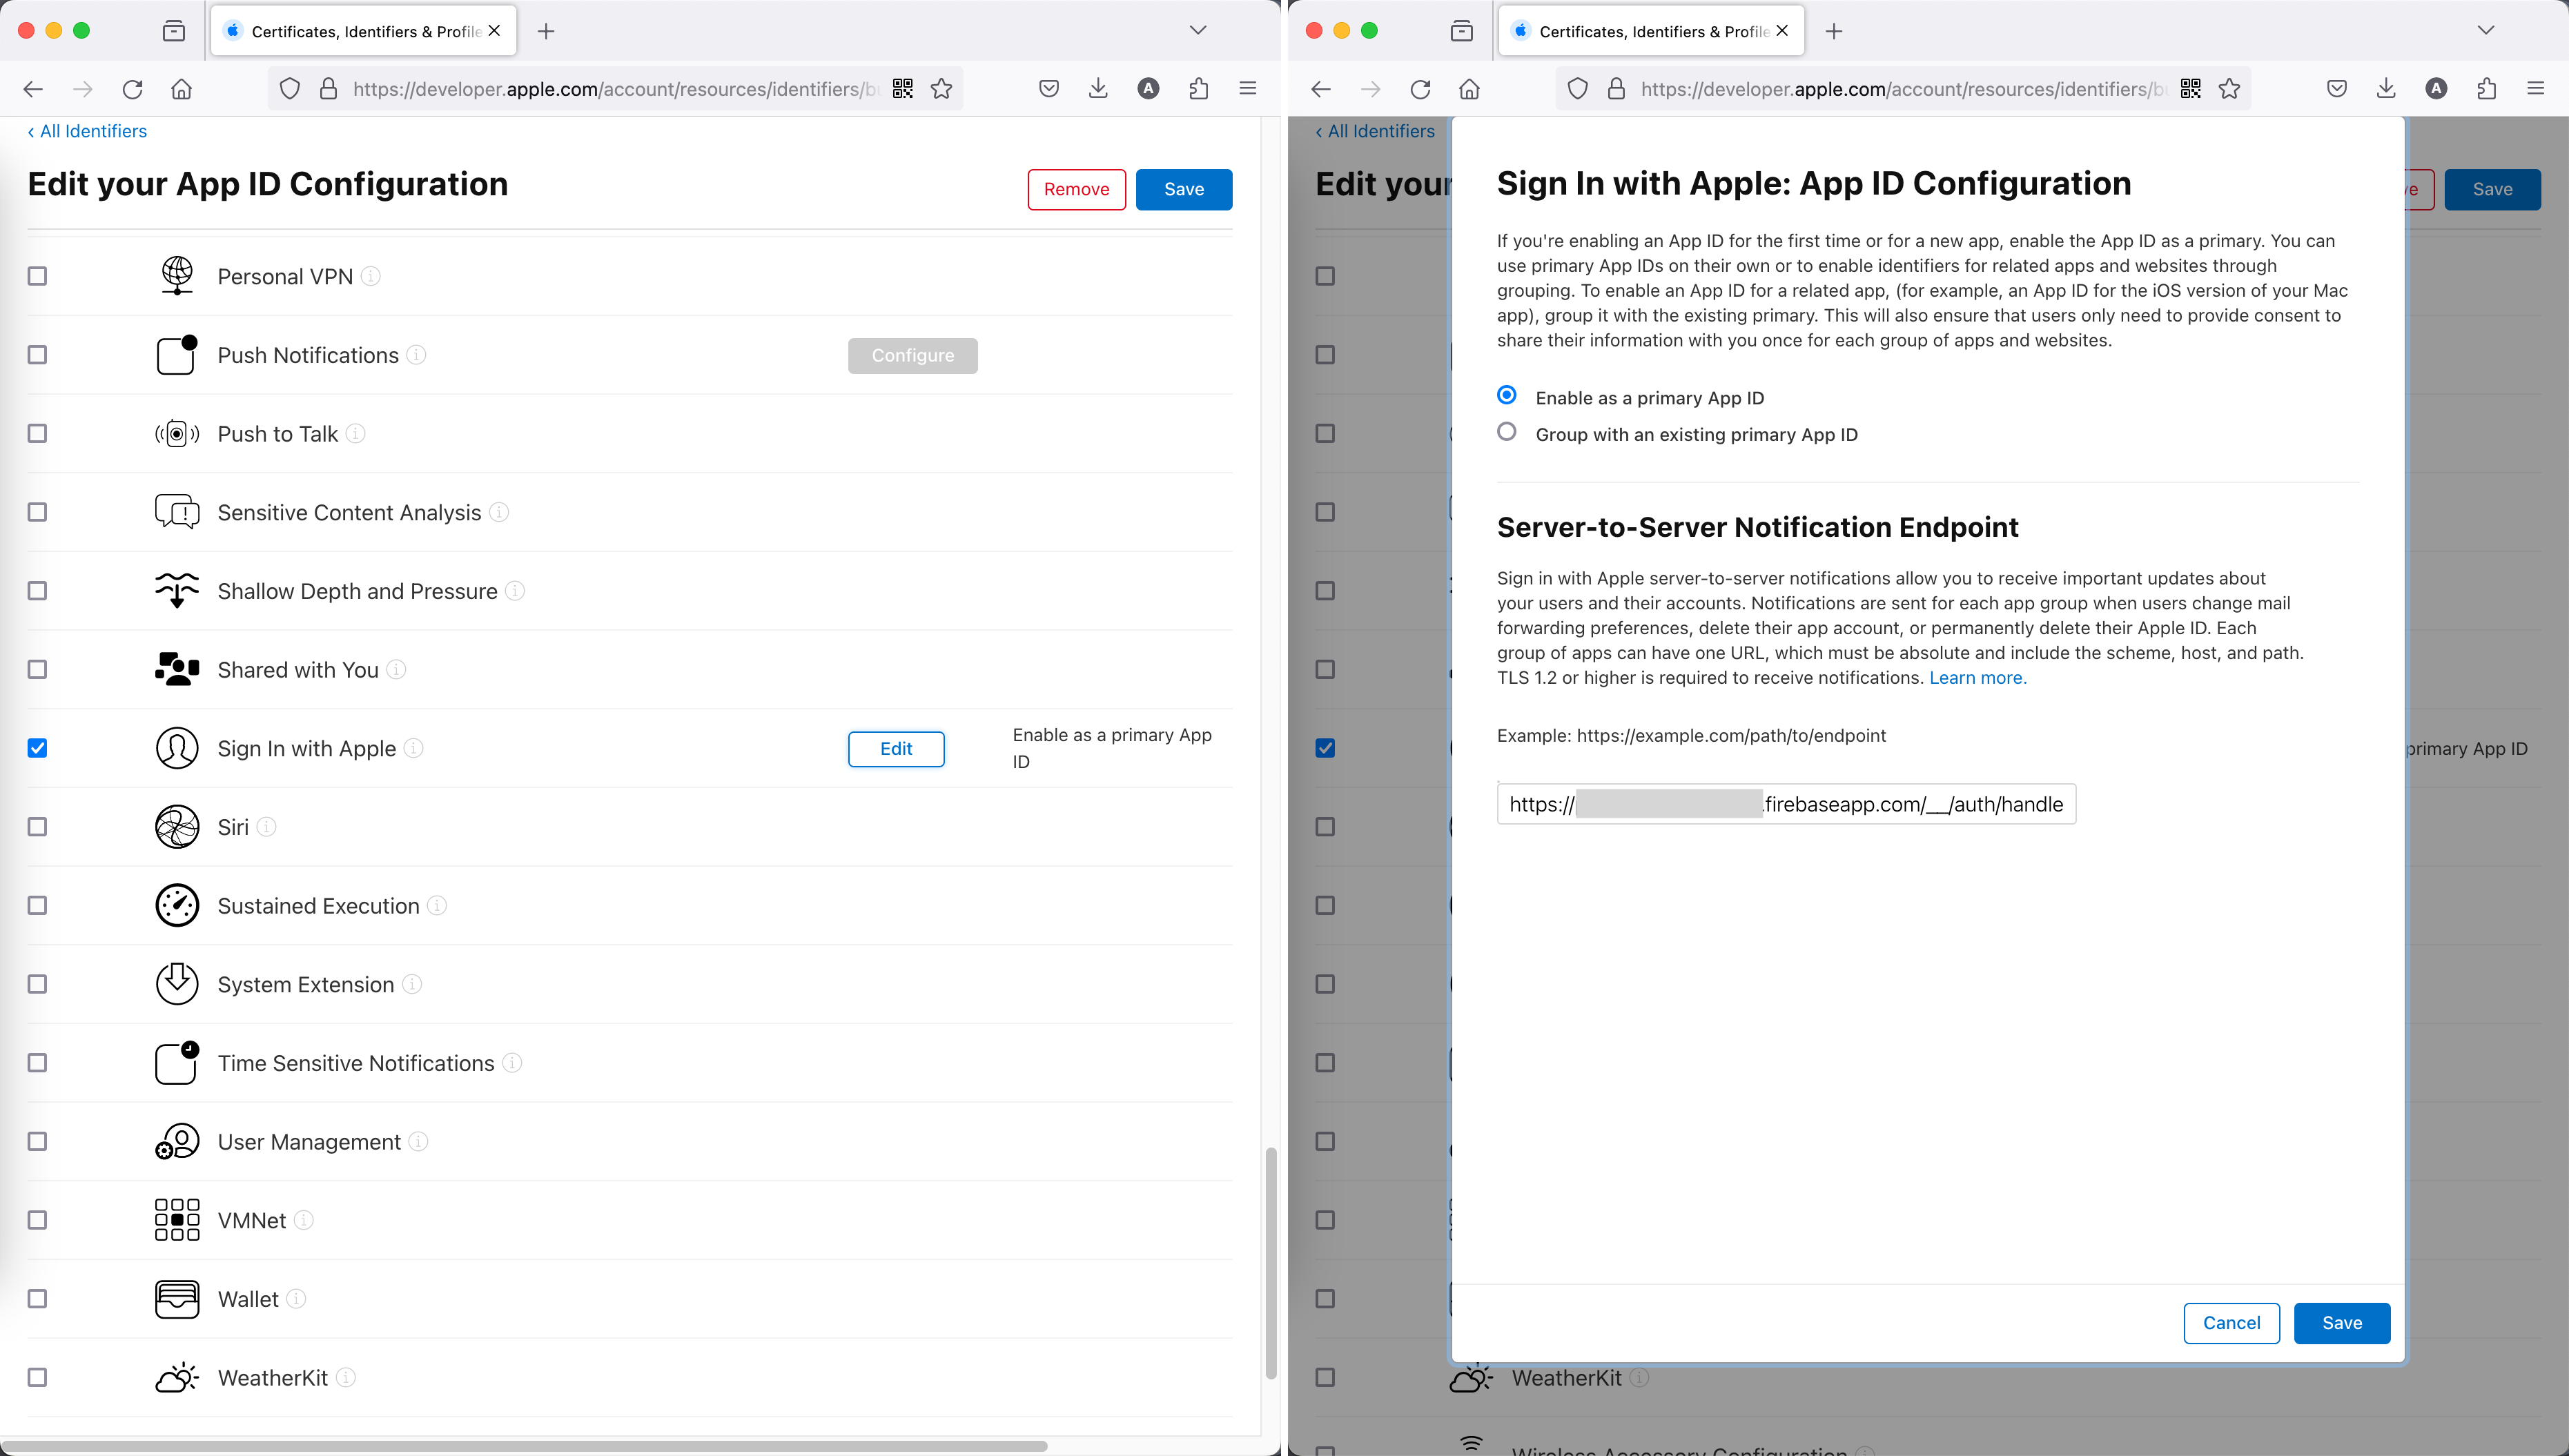 Certificates, Identifiers & Profile
https://developer.apple.com/account/resources/identifiers/bu
‹ All Identifiers
Edit your App ID Configuration
Remove
Save
Personal VPN
Push Notifications
Configure
Push to Talk
Sensitive Content Analysis
Shallow Depth and Pressure
Shared with You
Sign In with Apple
Edit
Enable as a primary App
ID
Siri
Sustained Execution
System Extension
Time Sensitive Notifications
User Management
VMNet
Wallet
WeatherKit
Certificates, Identifiers & Profile
https://developer.apple.com/account/resources/identifiers/b
‹ All Identifiers
Edit your
Save
Sign In with Apple: App ID Configuration
If you're enabling an App ID for the first time or for a new app, enable the App ID as a primary. You can
use primary App IDs on their own or to enable identifiers for related apps and websites through
grouping. To enable an App ID for a related app, (for example, an App ID for the iOS version of your Mac
app), group it with the existing primary. This will also ensure that users only need to provide consent to
share their information with you once for each group of apps and websites.
Enable as a primary App ID
Group with an existing primary App ID
Server-to-Server Notification Endpoint
Sign in with Apple server-to-server notifications allow you to receive important updates about
your users and their accounts. Notifications are sent for each app group when users change mail
forwarding preferences, delete their app account, or permanently delete their Apple ID. Each
group of apps can have one URL, which must be absolute and include the scheme, host, and path.
TLS 1.2 or higher is required to receive notifications. Learn more.
primary App ID
Example: https://example.com/path/to/endpoint
https:// .firebaseapp.com/__/auth/handle
Cancel
Save
WeatherKit
Wireless Accessory Configuration